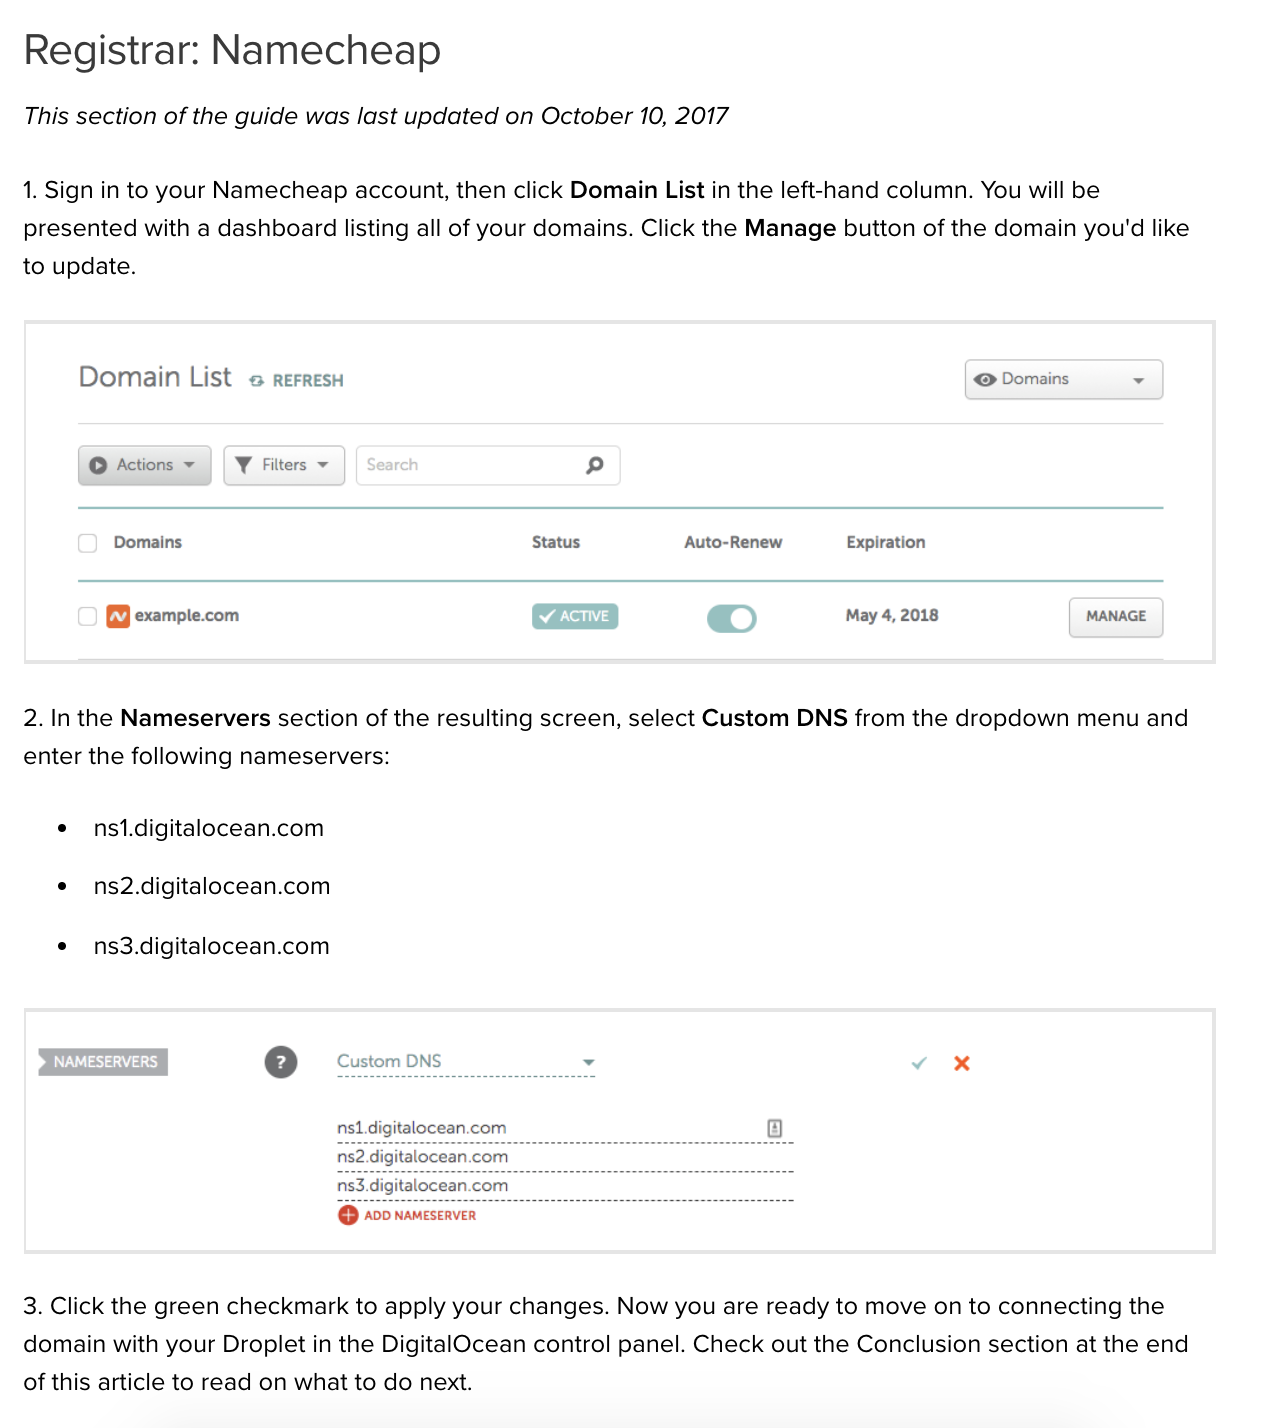 Registrar: Namecheap
This section of the guide was last updated on October 10, 2017
1. Sign in to your Namecheap account, then click Domain List in the left-hand column. You will be
presented with a dashboard listing all of your domains. Click the Manage button of the domain you'd like
to update.
Domain List REFRESH Domains
Actions Filters Search
Domains Status Auto-Renew Expiration
example.com ACTIVE May 4, 2018 MANAGE
2. In the Nameservers section of the resulting screen, select Custom DNS from the dropdown menu and
enter the following nameservers:
• ns1.digitalocean.com
• ns2.digitalocean.com
• ns3.digitalocean.com
NAMESERVERS ? Custom DNS
ns1.digitalocean.com
ns2.digitalocean.com
ns3.digitalocean.com
ADD NAMESERVER
3. Click the green checkmark to apply your changes. Now you are ready to move on to connecting the
domain with your Droplet in the DigitalOcean control panel. Check out the Conclusion section at the end
of this article to read on what to do next.